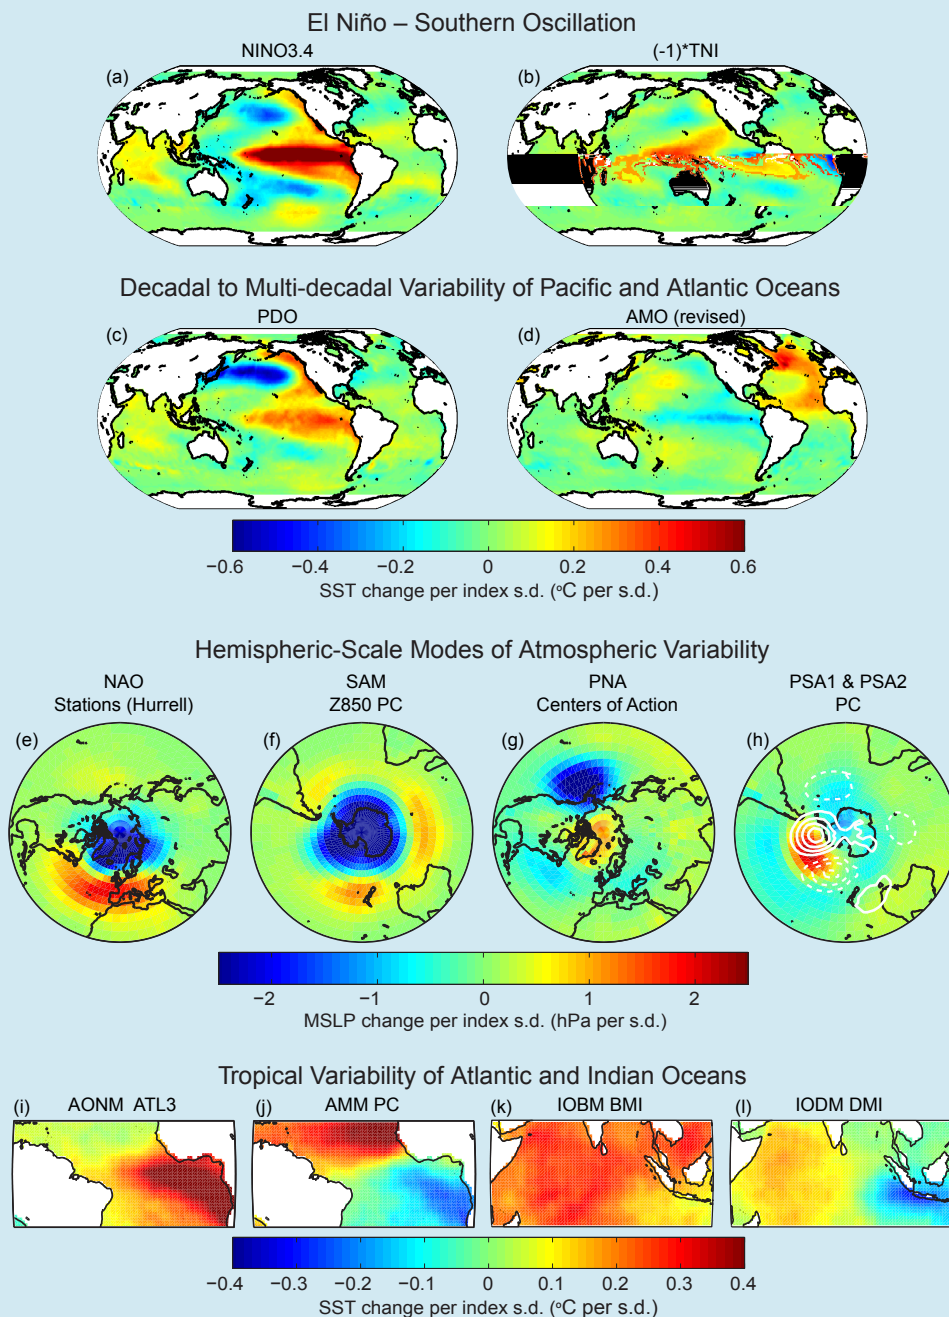 El Niño – Southern Oscillation
NINO3.4
(-1)*TNI
(a)
(b)
Decadal to Multi-decadal Variability of Pacific and Atlantic Oceans
PDO
AMO (revised)
(c)
(d)
−0.6 −0.4 −0.2 0 0.2 0.4 0.6
SST change per index s.d. (°C per s.d.)
Hemispheric-Scale Modes of Atmospheric Variability
NAO
Stations (Hurrell)
SAM
Z850 PC
PNA
Centers of Action
PSA1 & PSA2
PC
(e)
(f)
(g)
(h)
−2 −1 0 1 2
MSLP change per index s.d. (hPa per s.d.)
Tropical Variability of Atlantic and Indian Oceans
(i) AONM ATL3
(j) AMM PC
(k) IOBM BMI
(l) IODM DMI
−0.4 −0.3 −0.2 −0.1 0 0.1 0.2 0.3 0.4
SST change per index s.d. (°C per s.d.)